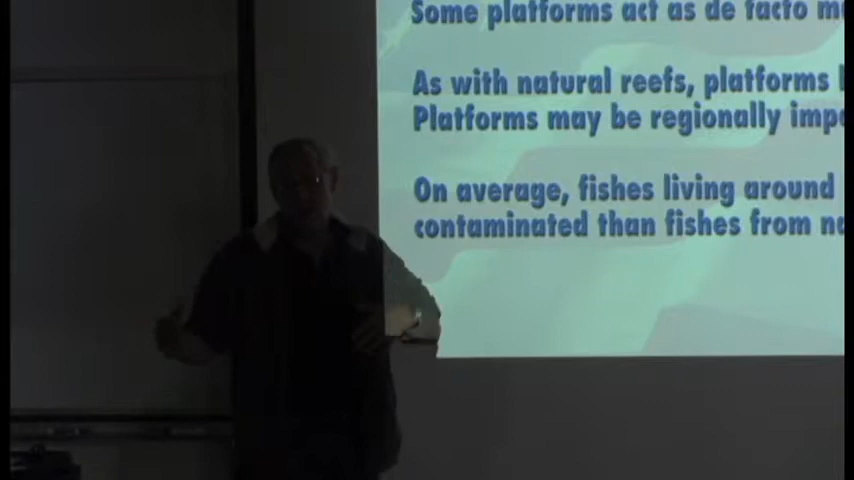 Some platforms act as de facto
As with natural reefs, platforms
Platforms may be regionally
On average, fishes living around
contaminated than fishes from